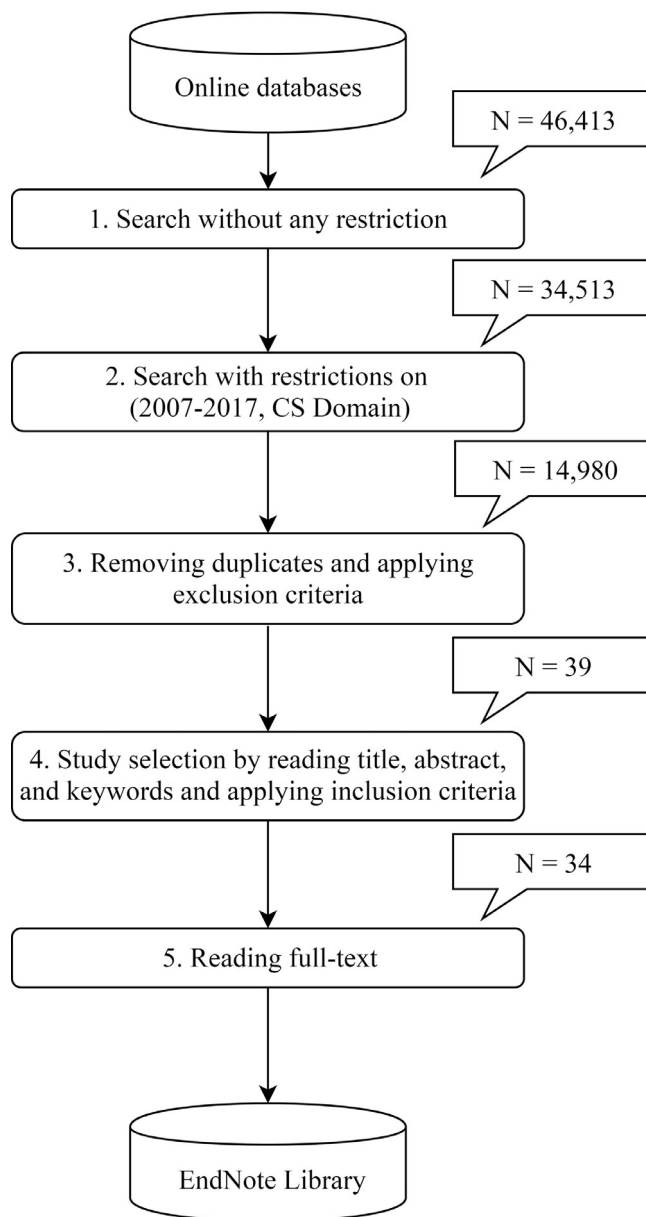 Online databases
N = 46,413
1. Search without any restriction
N = 34,513
2. Search with restrictions on
(2007-2017, CS Domain)
N = 14,980
3. Removing duplicates and applying
exclusion criteria
N = 39
4. Study selection by reading title, abstract,
and keywords and applying inclusion criteria
N = 34
5. Reading full-text
EndNote Library